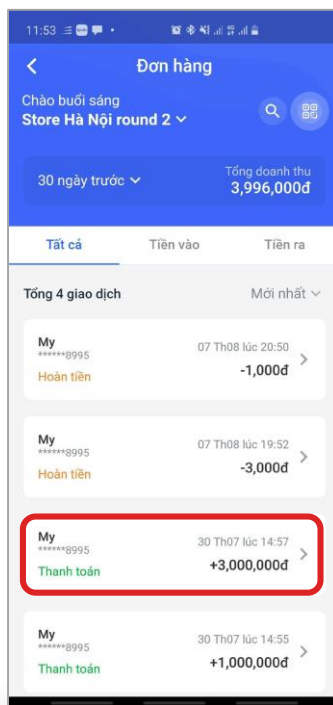 11:53
Đơn hàng
Chào buổi sáng
Store Hà Nội round 2
30 ngày trước
Tổng doanh thu
3,996,000đ
Tất cả Tiền vào Tiền ra
Tổng 4 giao dịch Mới nhất
My
******8995
Hoàn tiền
07 Th08 lúc 20:50
-1,000đ
My
******8995
Hoàn tiền
07 Th08 lúc 19:52
-3,000đ
My
******8995
Thanh toán
30 Th07 lúc 14:57
+3,000,000đ
My
******8995
Thanh toán
30 Th07 lúc 14:55
+1,000,000đ